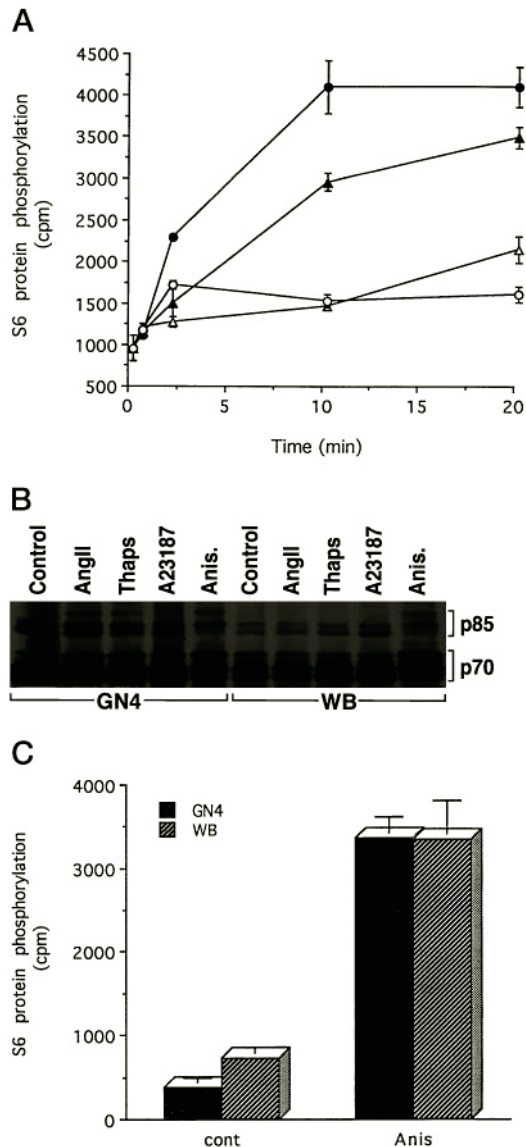 A
S6 protein phosphorylation
(cpm)
4500
4000
3500
3000
2500
2000
1500
1000
500
0
5
10
15
20
Time (min)
B
Control
AngII
Thaps
A23187
Anis.
Control
AngII
Thaps
A23187
Anis.
p85
p70
GN4
WB
C
S6 protein phosphorylation
(cpm)
4000
3000
2000
1000
0
GN4
WB
cont
Anis